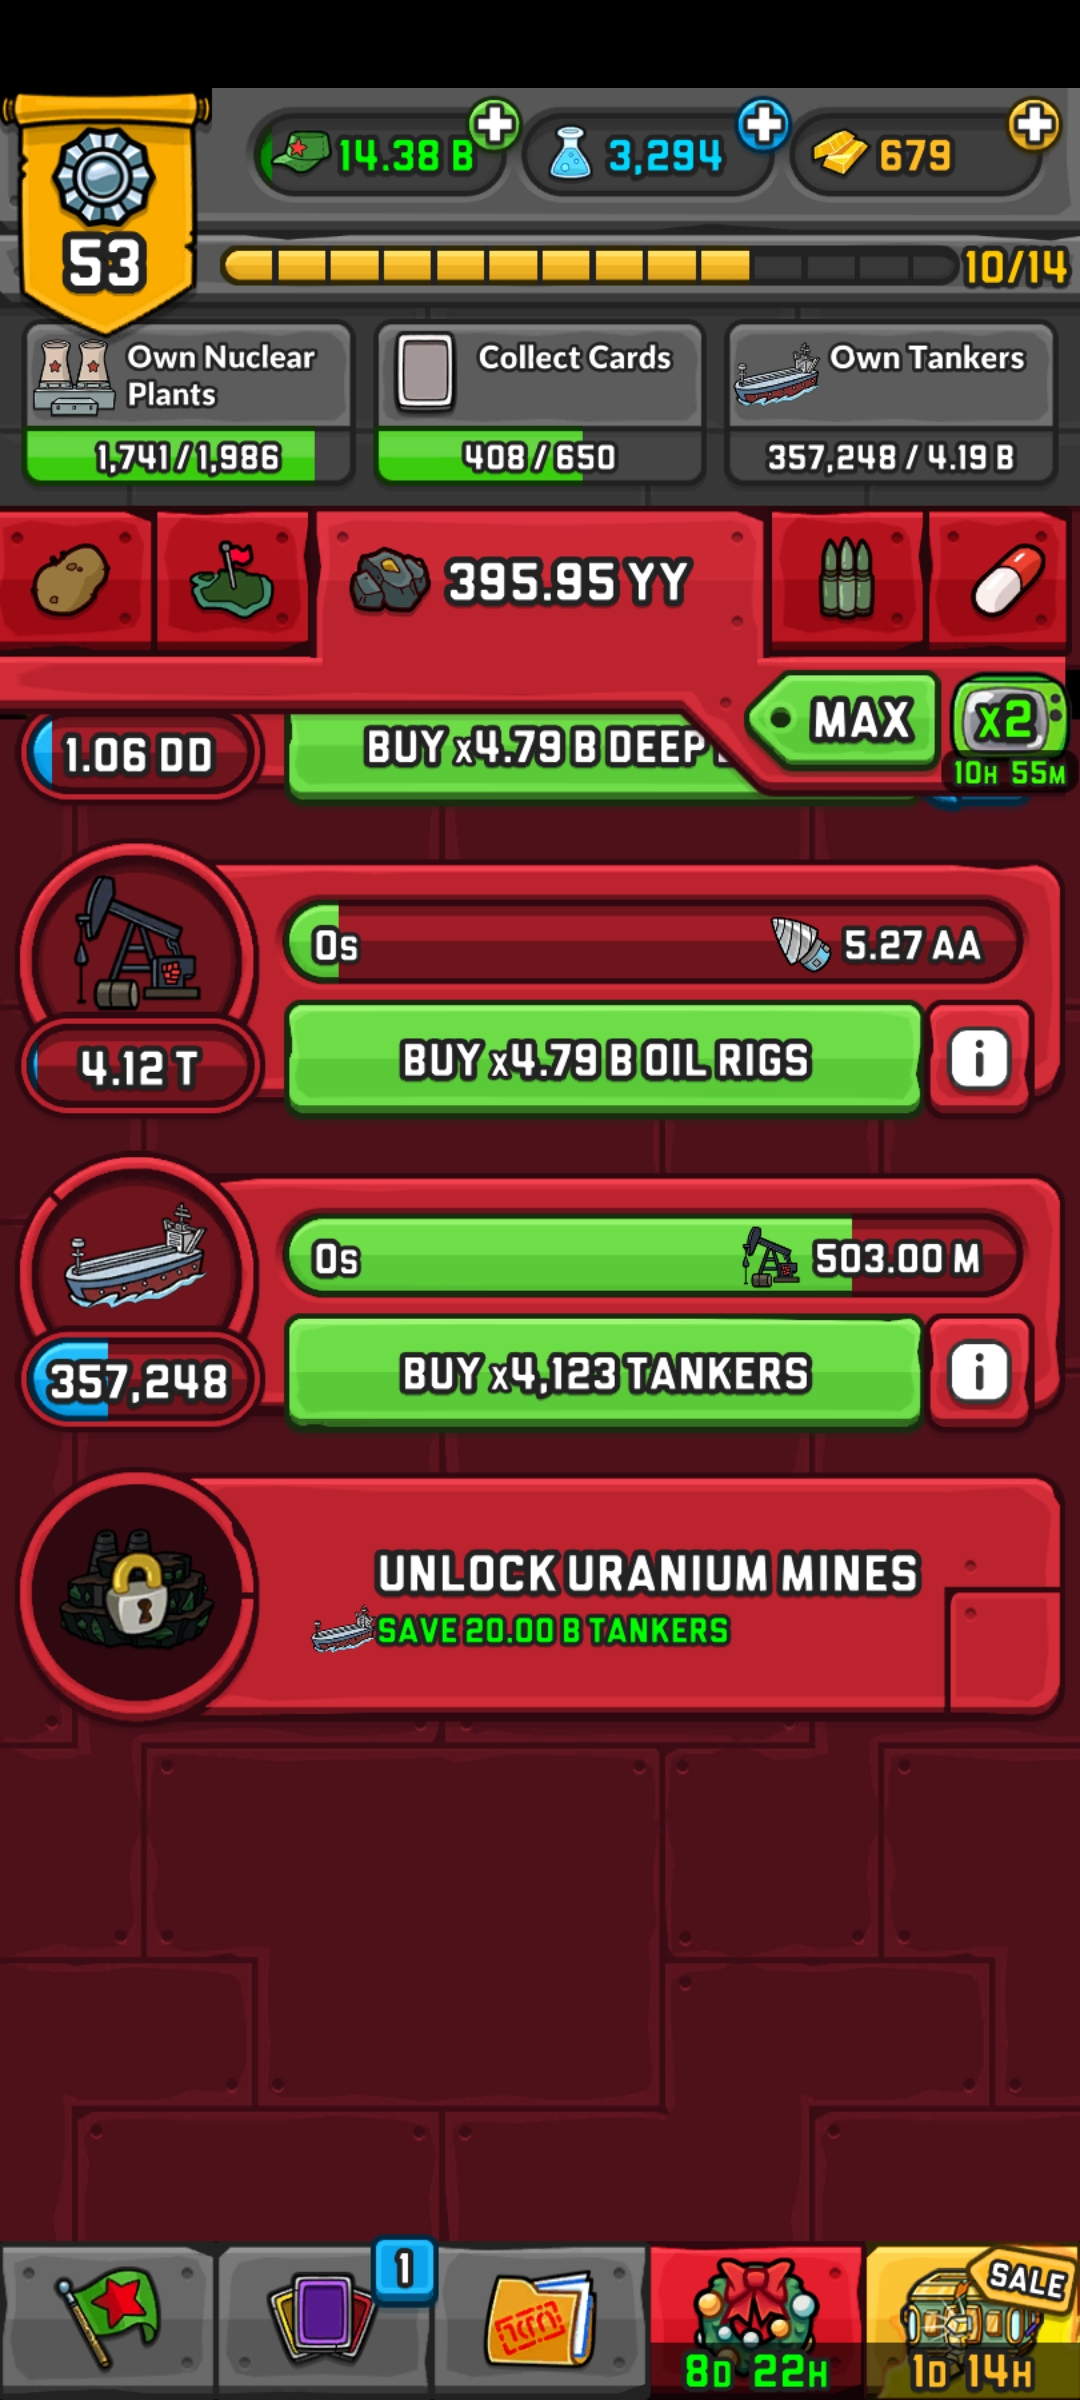 14.38 B
3,294
679
53
10/14
Own Nuclear
Plants
1,741/1,986
Collect Cards
408/650
Own Tankers
357,248 / 4.19 B
395.95 YY
MAX
x2
10H 55M
1.06 DD
BUY x4.79 B DEEP
0s
5.27 AA
4.12 T
BUY x4.79 B OIL RIGS
i
0s
503.00 M
357,248
BUY x4,123 TANKERS
i
UNLOCK URANIUM MINES
SAVE 20.00 B TANKERS
1
SALE
8D 22H
1D 14H